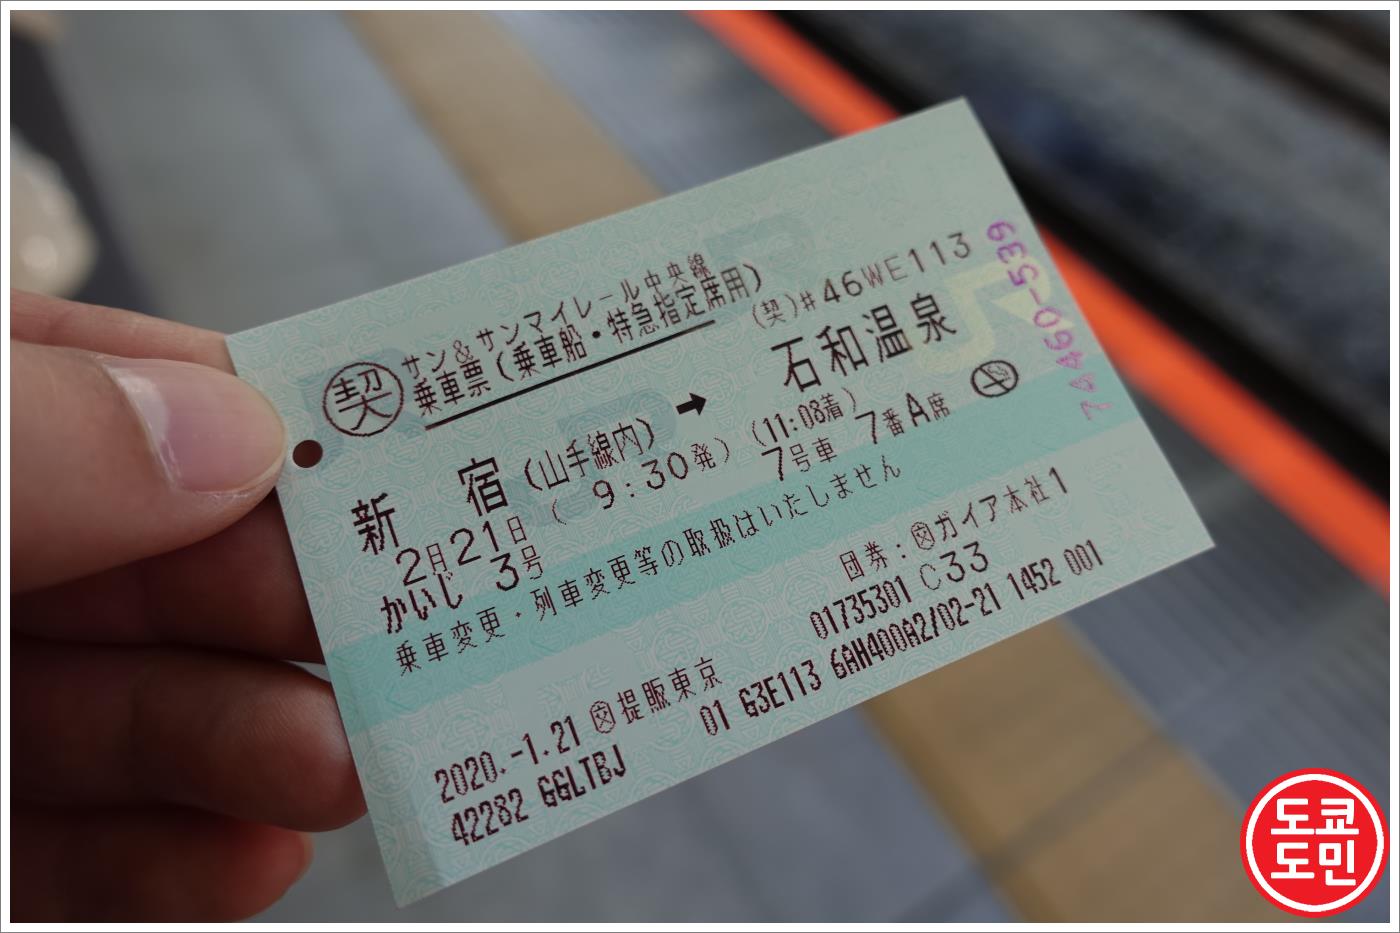 サン&サンマイレール中央線
㊝ 乗車票(乗車船・特急指定席用)
(契)#46WE113
新 宿(山手線内)➡石和温泉
2月21日 ( 9:30発) (11:08着)
かいじ 3号 7号車 7番A席
乗車変更・列車変更等の取扱はいたしません
団券:交ガイア本社1
01735301 C33
2020.-1.21 交提販東京 01 G3E113 6AH400A2/02-21 1452 001
42282 GGLTBJ
74460-539
도쿄
도민